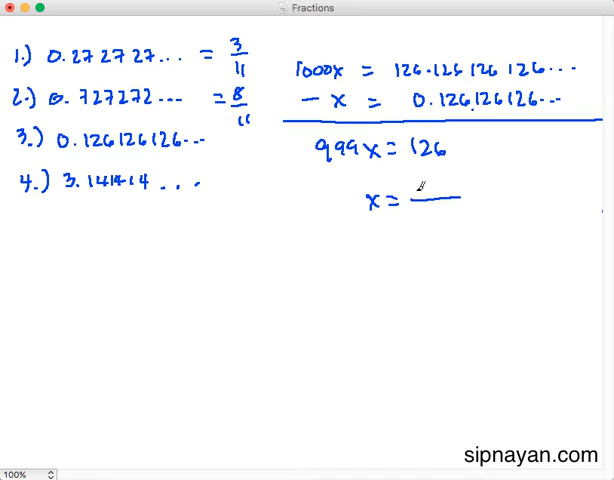 Fractions
1.) 0.272727... = 3/11
2.) 0.727272... = 8/11
3.) 0.126126126...
4.) 3.141414...
1000x = 126.126126126...
- x = 0.126126126...
999x = 126
x =
100%
sipnayan.com